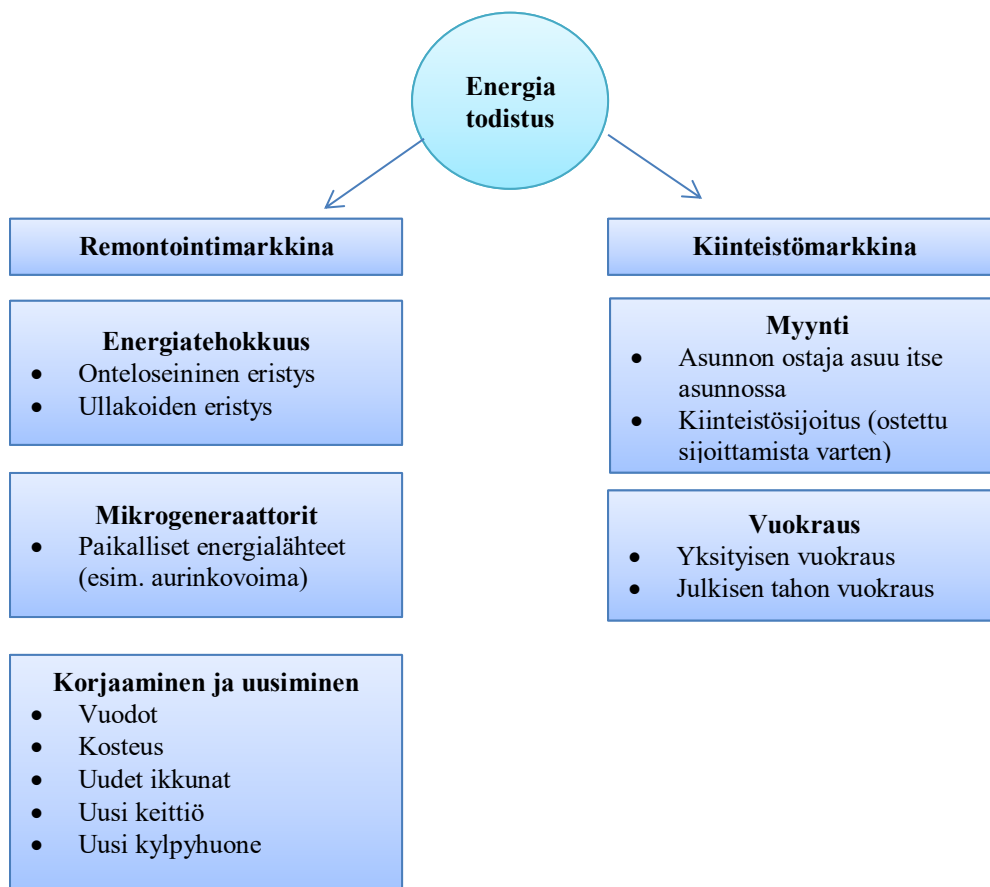 Energia
todistus
Remontointimarkkina
Energiatehokkuus
• Onteloseininen eristys
• Ullakoiden eristys
Mikrogeneraattorit
• Paikalliset energialähteet
(esim. aurinkovoima)
Korjaaminen ja uusiminen
• Vuodot
• Kosteus
• Uudet ikkunat
• Uusi keittiö
• Uusi kylpyhuone
Kiinteistömarkkina
Myynti
• Asunnon ostaja asuu itse
asunnossa
• Kiinteistösijoitus (ostettu
sijoittamista varten)
Vuokraus
• Yksityisen vuokraus
• Julkisen tahon vuokraus